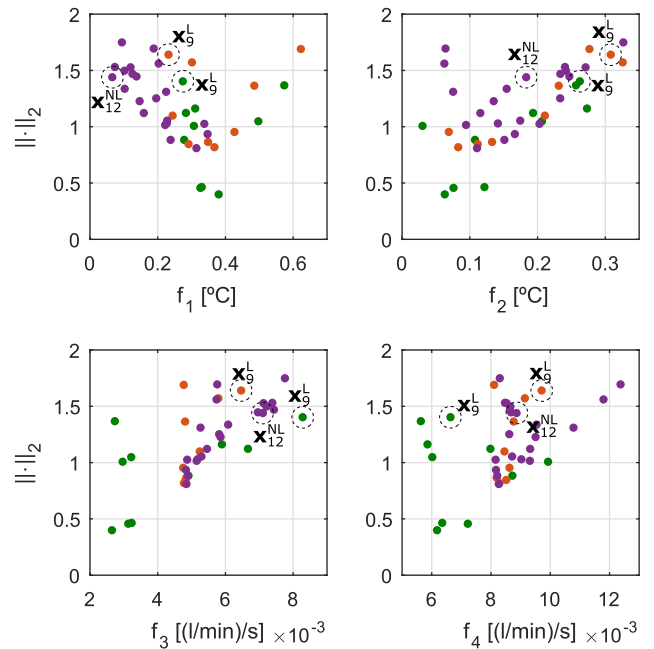 2
1.5
1
0.5
0
||·||₂
0 0.2 0.4 0.6
f₁ [ºC]
x₉ᴸ
x₉ᴸ
x₁₂ᴺᴸ
2
1.5
1
0.5
0
0 0.1 0.2 0.3
f₂ [ºC]
x₉ᴸ
x₁₂ᴺᴸ
x₉ᴸ
2
1.5
1
0.5
0
||·||₂
2 4 6 8
f₃ [(l/min)/s] ×10⁻³
x₉ᴸ
x₉ᴸ
x₁₂ᴺᴸ
2
1.5
1
0.5
0
6 8 10 12
f₄ [(l/min)/s] ×10⁻³
x₉ᴸ
x₉ᴸ
x₁₂ᴺᴸ